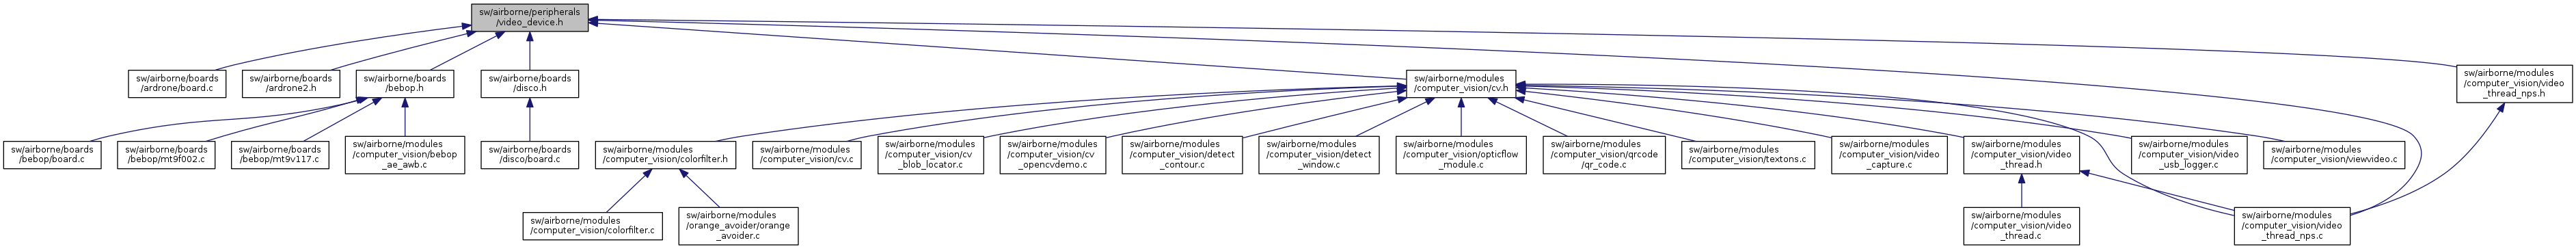 sw/airborne/peripherals
/video_device.h
sw/airborne/boards
/ardrone/board.c
sw/airborne/boards
/ardrone2.h
sw/airborne/boards
/bebop.h
sw/airborne/boards
/disco.h
sw/airborne/modules
/computer_vision/cv.h
sw/airborne/modules
/computer_vision/video
_thread_nps.h
sw/airborne/boards
/bebop/board.c
sw/airborne/boards
/bebop/mt9f002.c
sw/airborne/boards
/bebop/mt9v117.c
sw/airborne/modules
/computer_vision/bebop
_ae_awb.c
sw/airborne/boards
/disco/board.c
sw/airborne/modules
/computer_vision/colorfilter.h
sw/airborne/modules
/computer_vision/cv.c
sw/airborne/modules
/computer_vision/cv
_blob_locator.c
sw/airborne/modules
/computer_vision/cv
_opencvdemo.c
sw/airborne/modules
/computer_vision/detect
_contour.c
sw/airborne/modules
/computer_vision/detect
_window.c
sw/airborne/modules
/computer_vision/opticflow
_module.c
sw/airborne/modules
/computer_vision/qrcode
/qr_code.c
sw/airborne/modules
/computer_vision/textons.c
sw/airborne/modules
/computer_vision/video
_capture.c
sw/airborne/modules
/computer_vision/video
_thread.h
sw/airborne/modules
/computer_vision/video
_usb_logger.c
sw/airborne/modules
/computer_vision/viewvideo.c
sw/airborne/modules
/computer_vision/colorfilter.c
sw/airborne/modules
/orange_avoider/orange
_avoider.c
sw/airborne/modules
/computer_vision/video
_thread.c
sw/airborne/modules
/computer_vision/video
_thread_nps.c